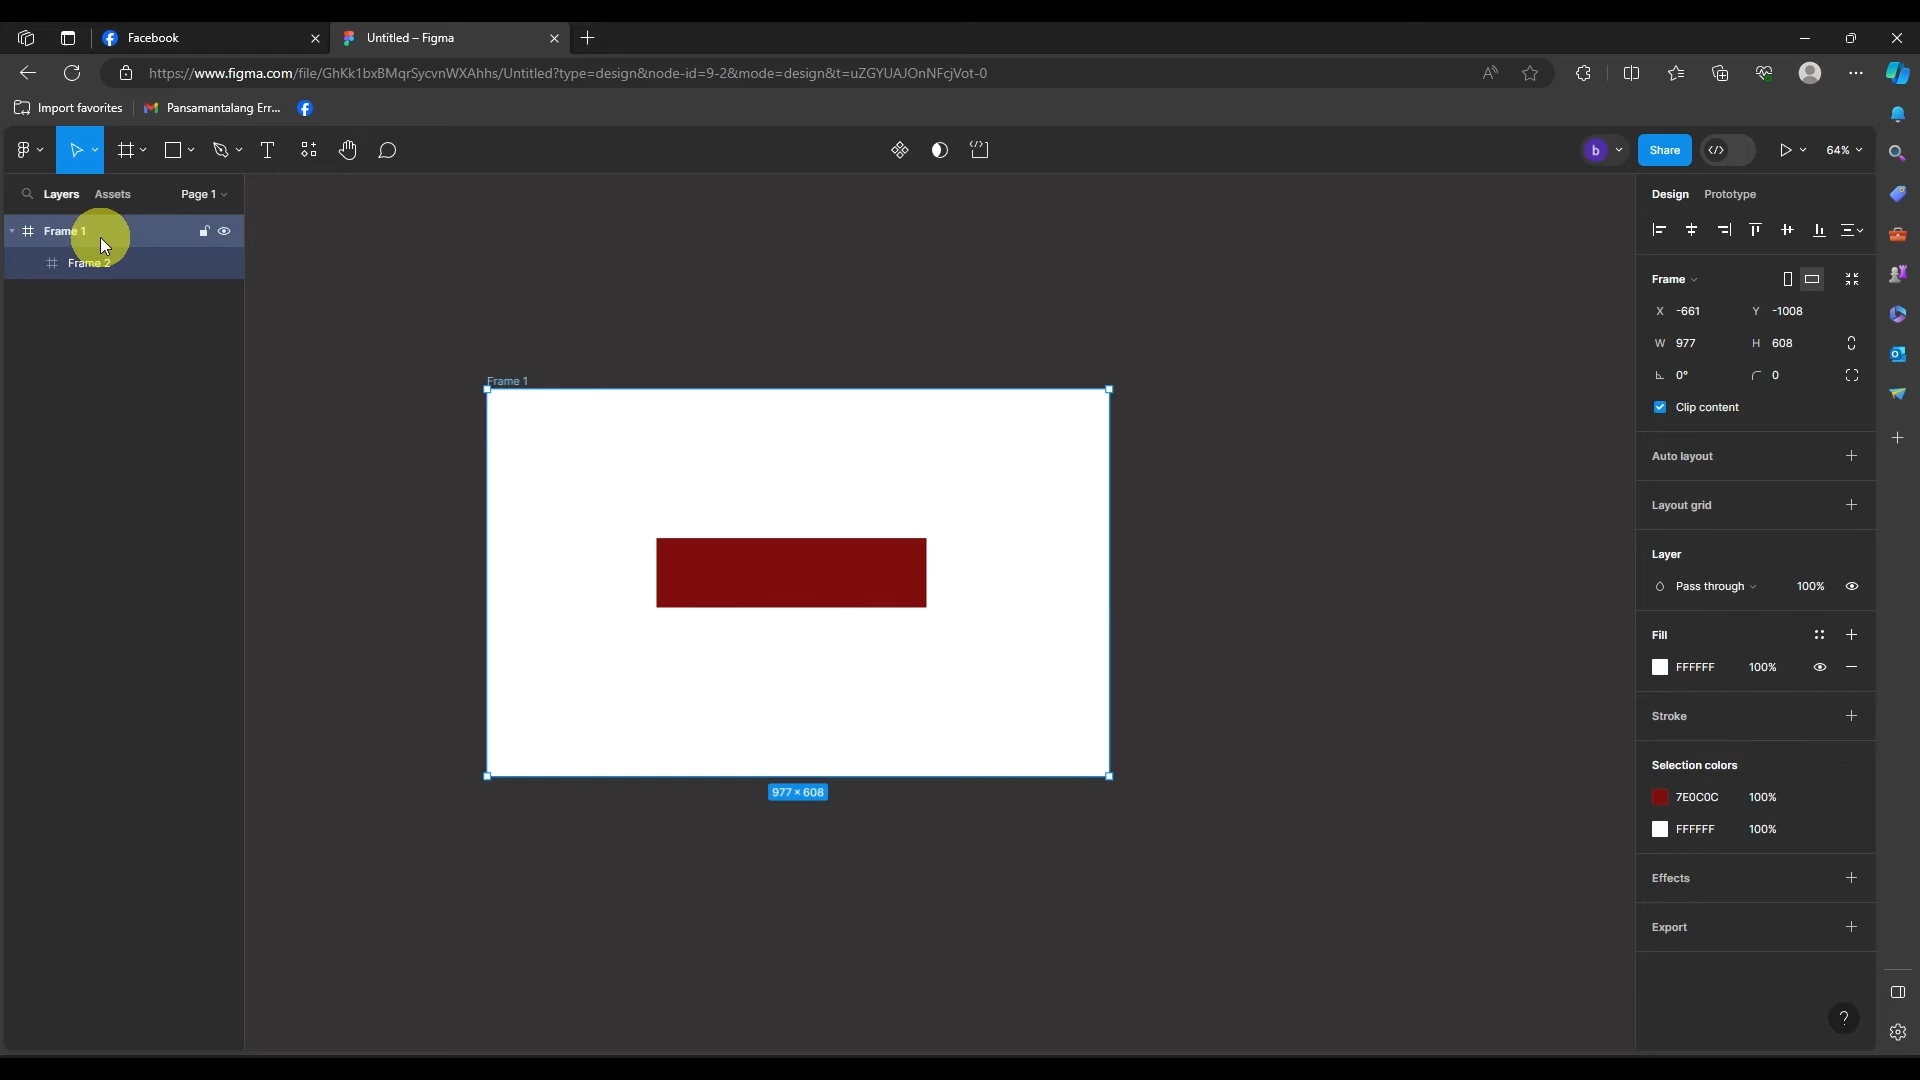 Facebook
Untitled – Figma
https://www.figma.com/file/GhKk1bxBMqrSycvnWXAhhs/Untitled?type=design&node-id=9-2&mode=design&t=uZGYUAJOnNFcjVot-0
Import favorites
Pansamantalang Err...
b
Share
64%
Layers
Assets
Page 1
Design
Prototype
Frame 1
Frame 2
Frame
X -661
Y -1008
W 977
H 608
0°
0
Clip content
Frame 1
977 × 608
Auto layout
Layout grid
Layer
Pass through
100%
Fill
FFFFFF 100%
Stroke
Selection colors
7E0C0C 100%
FFFFFF 100%
Effects
Export
?